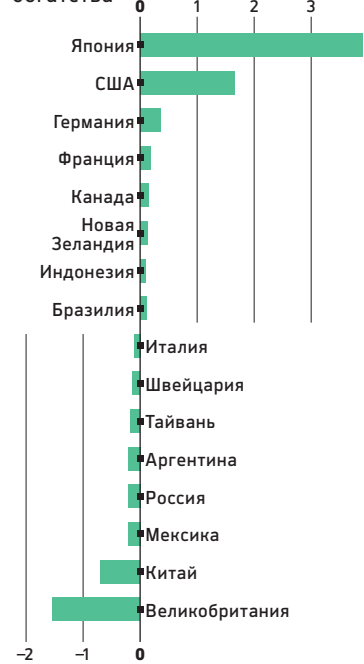 богатства
0 1 2 3
Япония
США
Германия
Франция
Канада
Новая
Зеландия
Индонезия
Бразилия
Италия
Швейцария
Тайвань
Аргентина
Россия
Мексика
Китай
Великобритания
–2 –1 0